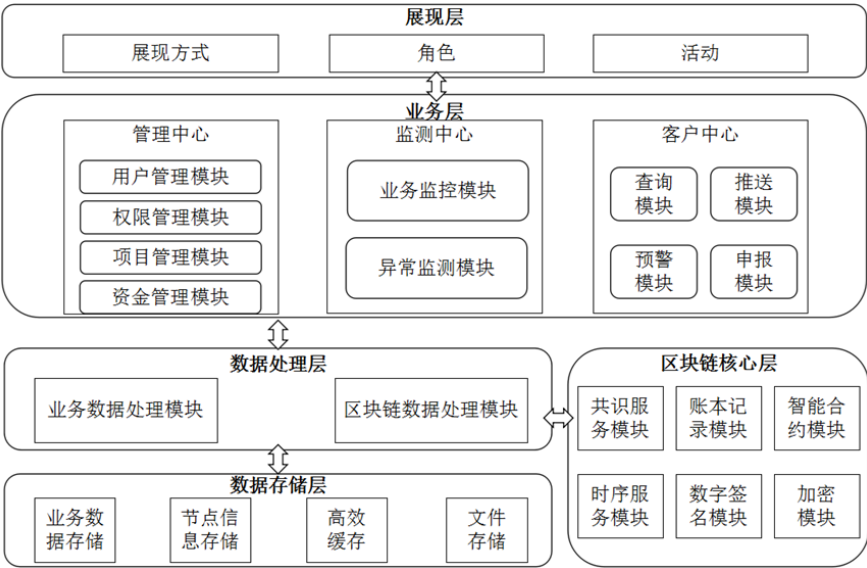 展现层
展现方式
角色
活动
业务层
管理中心
用户管理模块
权限管理模块
项目管理模块
资金管理模块
监测中心
业务监控模块
异常监测模块
客户中心
查询
模块
推送
模块
预警
模块
申报
模块
数据处理层
业务数据处理模块
区块链数据处理模块
区块链核心层
共识服
务模块
账本记
录模块
智能合
约模块
时序服
务模块
数字签
名模块
加密
模块
数据存储层
业务数
据存储
节点信
息存储
高效
缓存
文件
存储